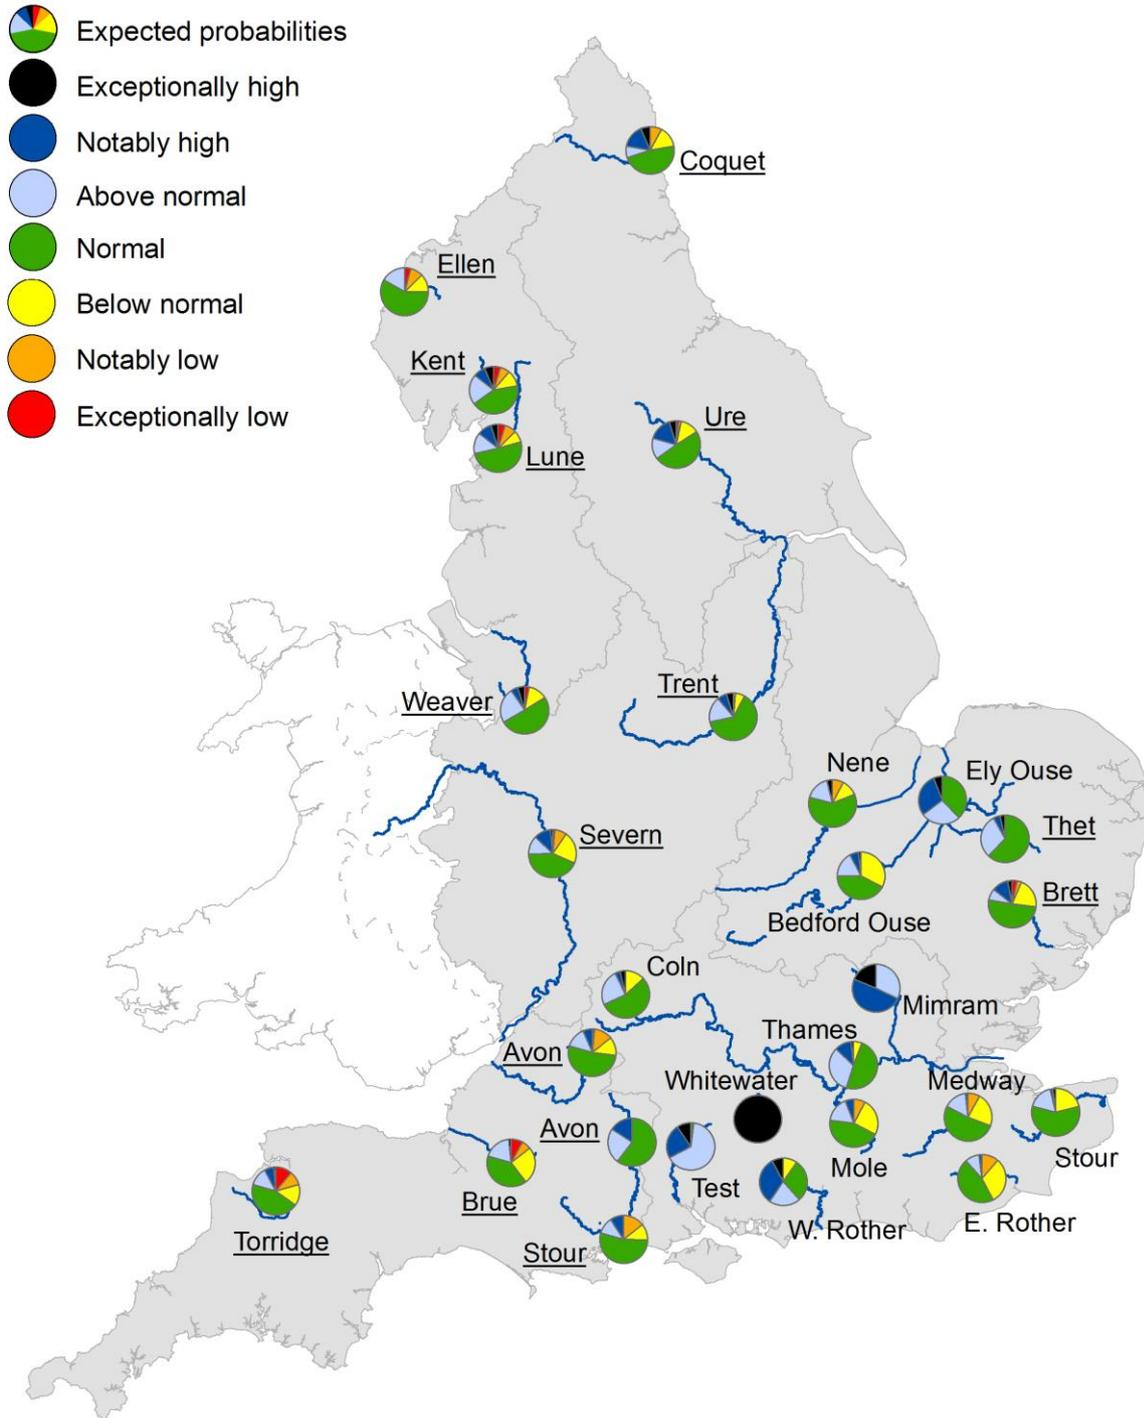 Expected probabilities
Exceptionally high
Notably high
Above normal
Normal
Below normal
Notably low
Exceptionally low
Coquet
Ellen
Kent
Ure
Lune
Weaver
Trent
Nene
Ely Ouse
Thet
Severn
Brett
Bedford Ouse
Coln
Mimram
Thames
Avon
Whitewater
Medway
Avon
Mole
Stour
Test
Brue
W. Rother
E. Rother
Torridge
Stour